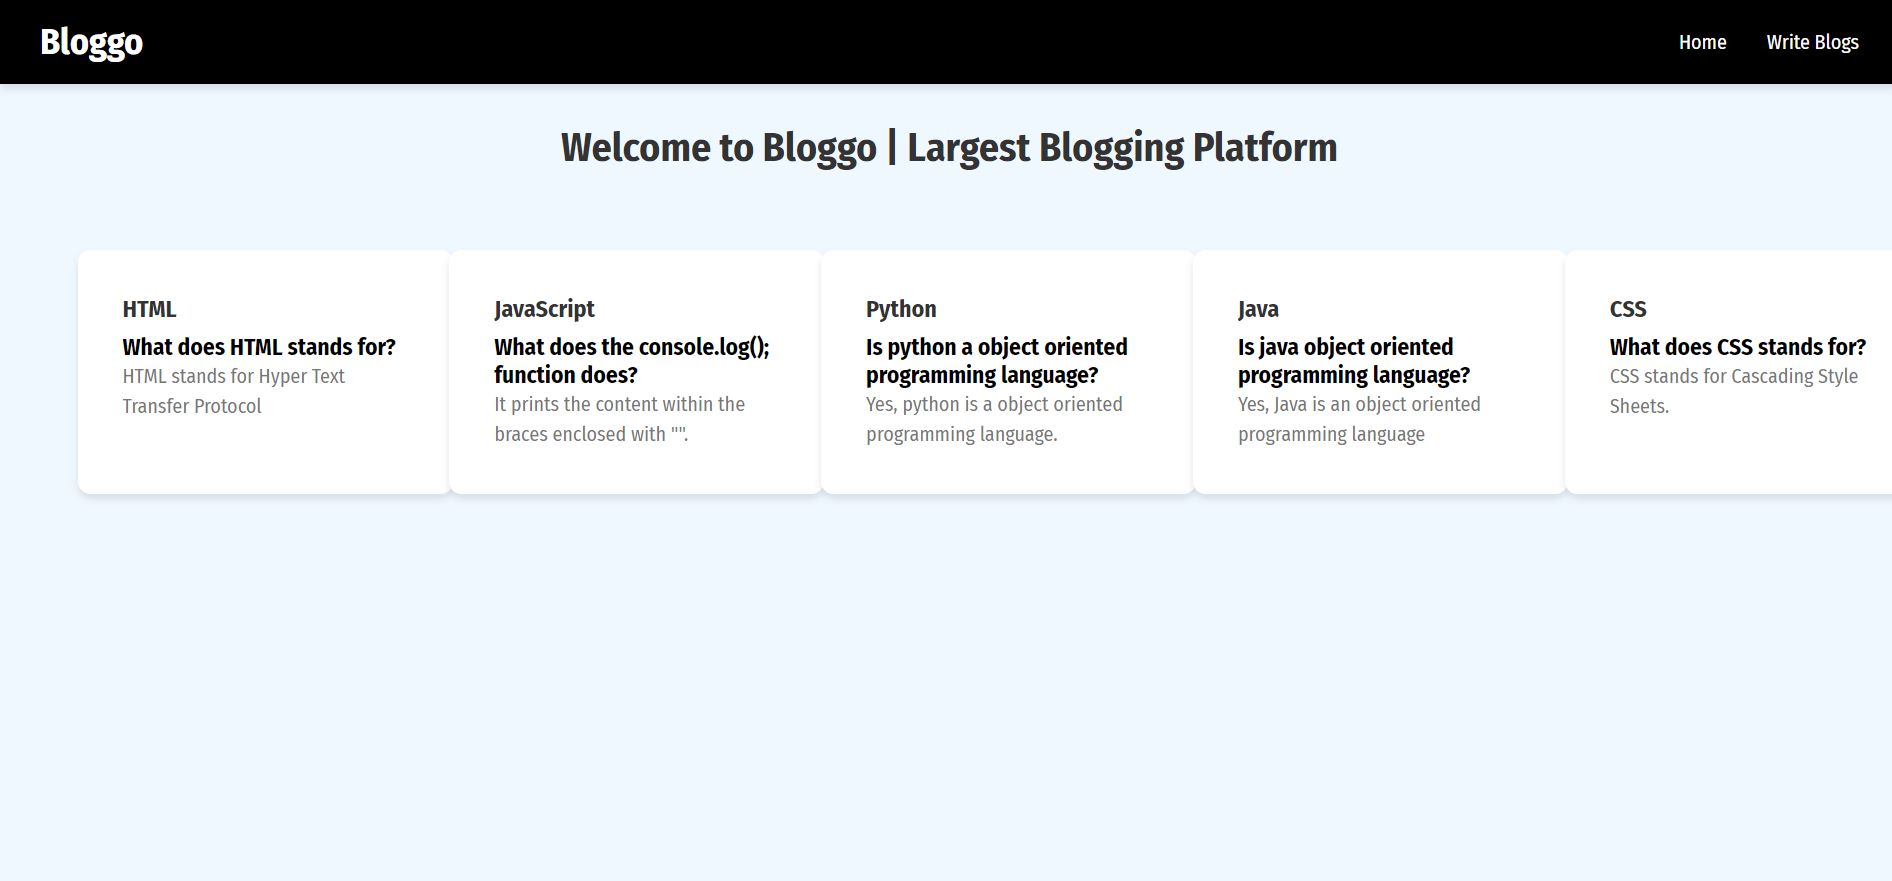 Bloggo
Home
Write Blogs
Welcome to Bloggo | Largest Blogging Platform
HTML
What does HTML stands for?
HTML stands for Hyper Text
Transfer Protocol
JavaScript
What does the console.log();
function does?
It prints the content within the
braces enclosed with "".
Python
Is python a object oriented
programming language?
Yes, python is a object oriented
programming language.
Java
Is java object oriented
programming language?
Yes, Java is an object oriented
programming language
CSS
What does CSS stands for?
CSS stands for Cascading Style
Sheets.